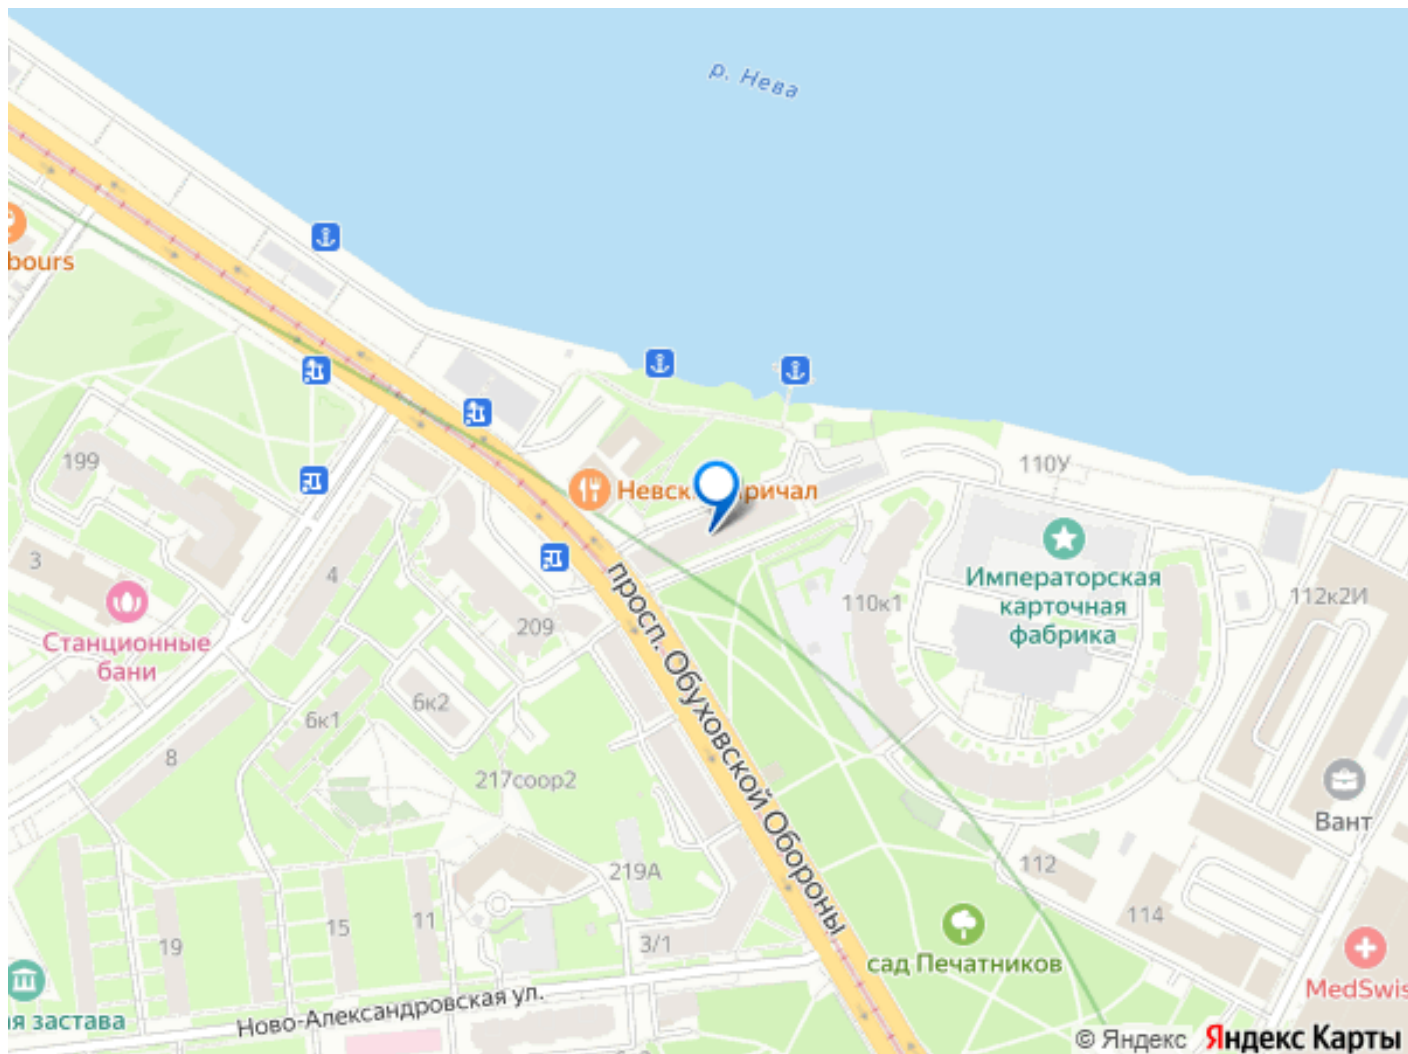 р. Нева
bours
199
Невск
ричал
110У
3
4
Станционные
бани
209
110к1
Императорская
карточная
фабрика
112к2И
просп. Обуховской Обороны
6к2
6к1
8
217соор2
Вант
219А
112
11
15
19
114
3/1
сад Печатников
MedSwis
я застава
Ново-Александровская ул.
© Яндекс Яндекс Карты